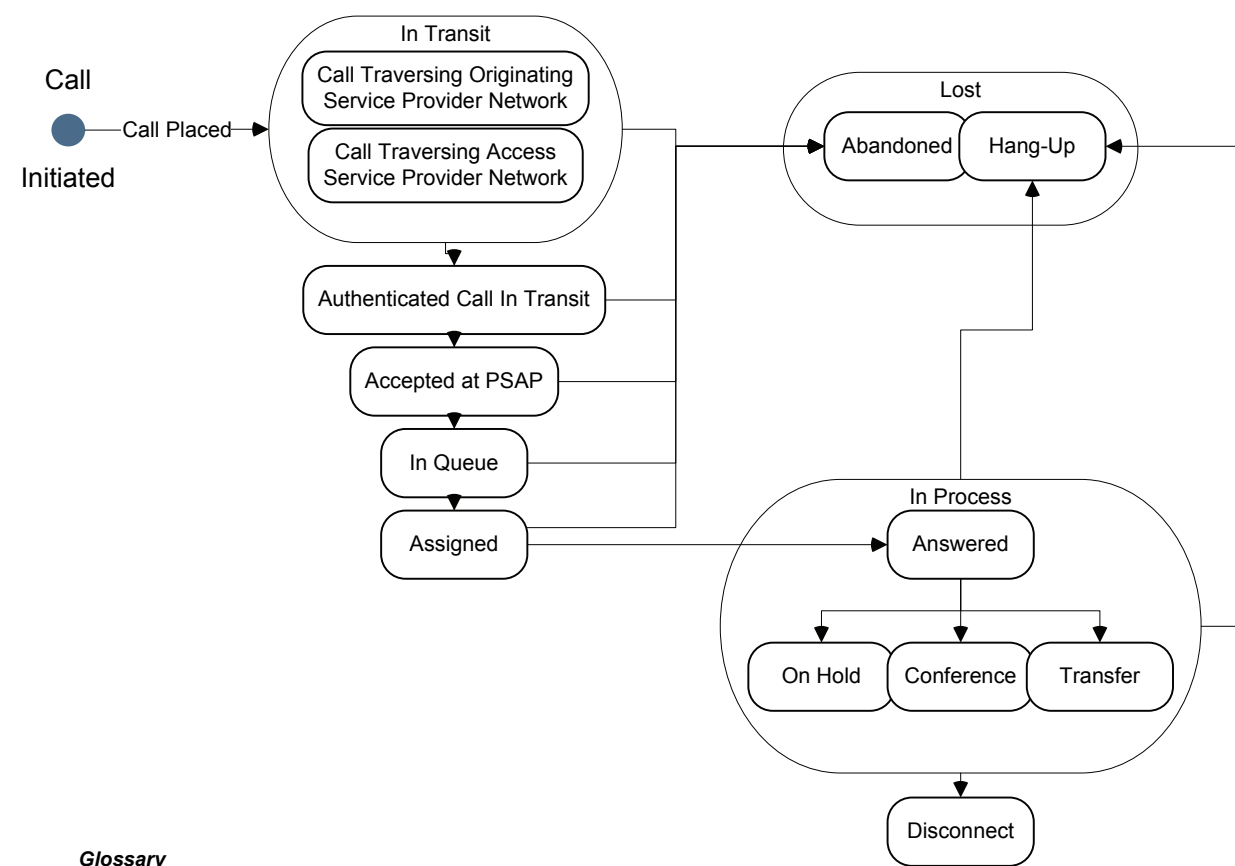 Call
Initiated
Call Placed
In Transit
Call Traversing Originating
Service Provider Network
Call Traversing Access
Service Provider Network
Authenticated Call In Transit
Accepted at PSAP
In Queue
Assigned
Lost
Abandoned
Hang-Up
In Process
Answered
On Hold
Conference
Transfer
Disconnect
Glossary